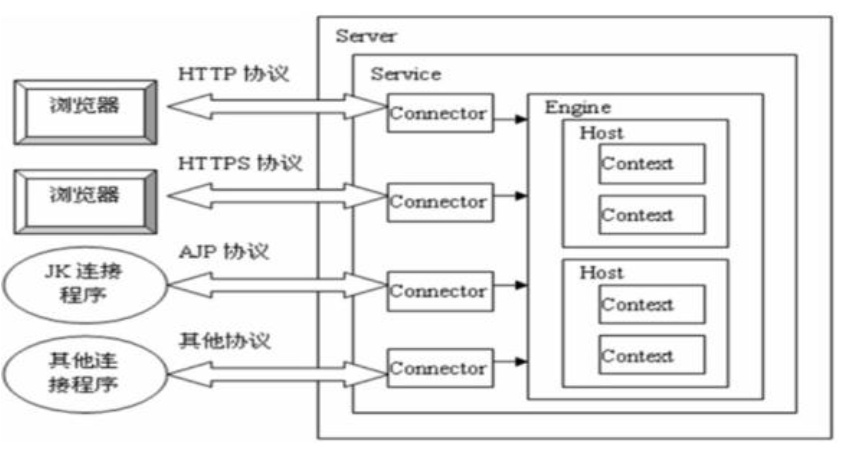 Server
HTTP 协议
Service
浏览器
Connector
Engine
Host
Context
HTTPS 协议
浏览器
Connector
Context
AJP 协议
JK 连接
程序
Connector
Host
Context
其他协议
其他连
接程序
Connector
Context